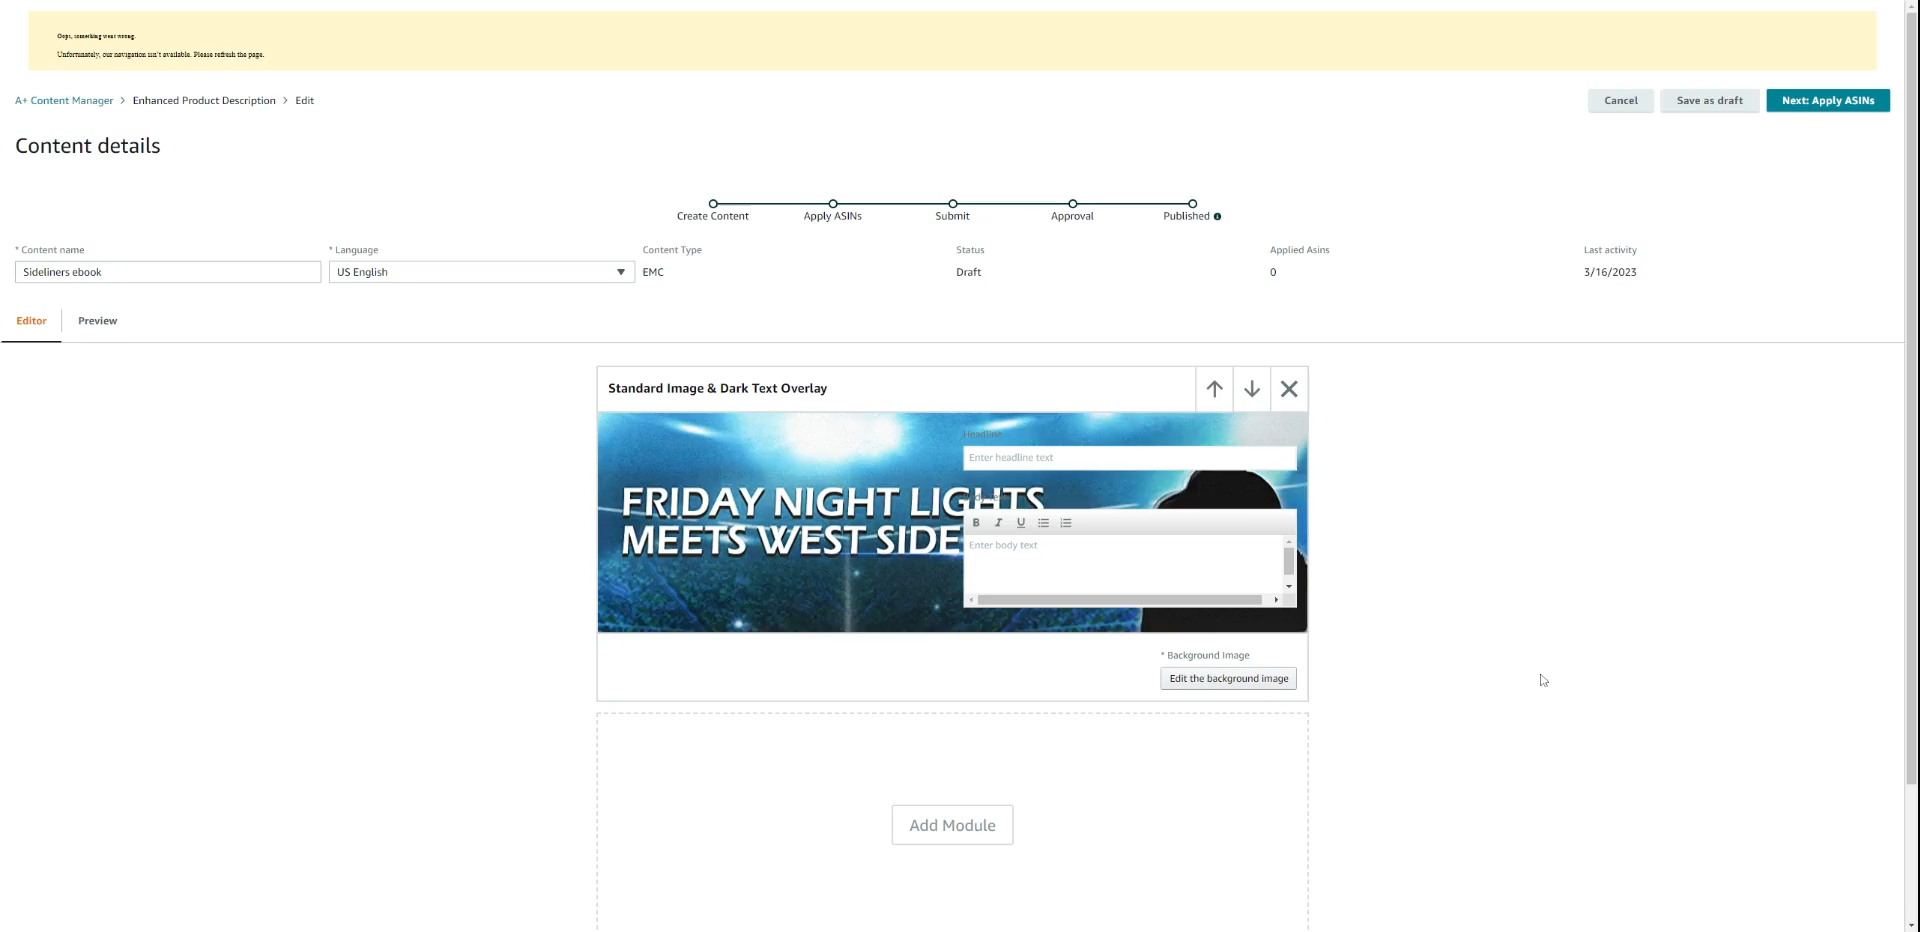 Oops, something went wrong.
Unfortunately, our navigation isn't available. Please refresh the page.
A+ Content Manager > Enhanced Product Description > Edit
Cancel
Save as draft
Next: Apply ASINs
Content details
Create Content
Apply ASINs
Submit
Approval
Published
* Content name
* Language
Content Type
Status
Applied Asins
Last activity
Sideliners ebook
US English
EMC
Draft
0
3/16/2023
Editor
Preview
Standard Image & Dark Text Overlay
Headline
Enter headline text
FRIDAY NIGHT LIGHTS
MEETS WEST SIDE
B I U
Enter body text
* Background Image
Edit the background image
Add Module